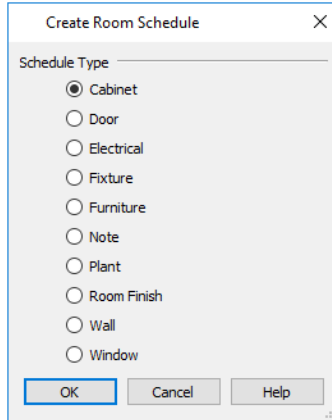 Create Room Schedule
Schedule Type
Cabinet
Door
Electrical
Fixture
Furniture
Note
Plant
Room Finish
Wall
Window
OK Cancel Help